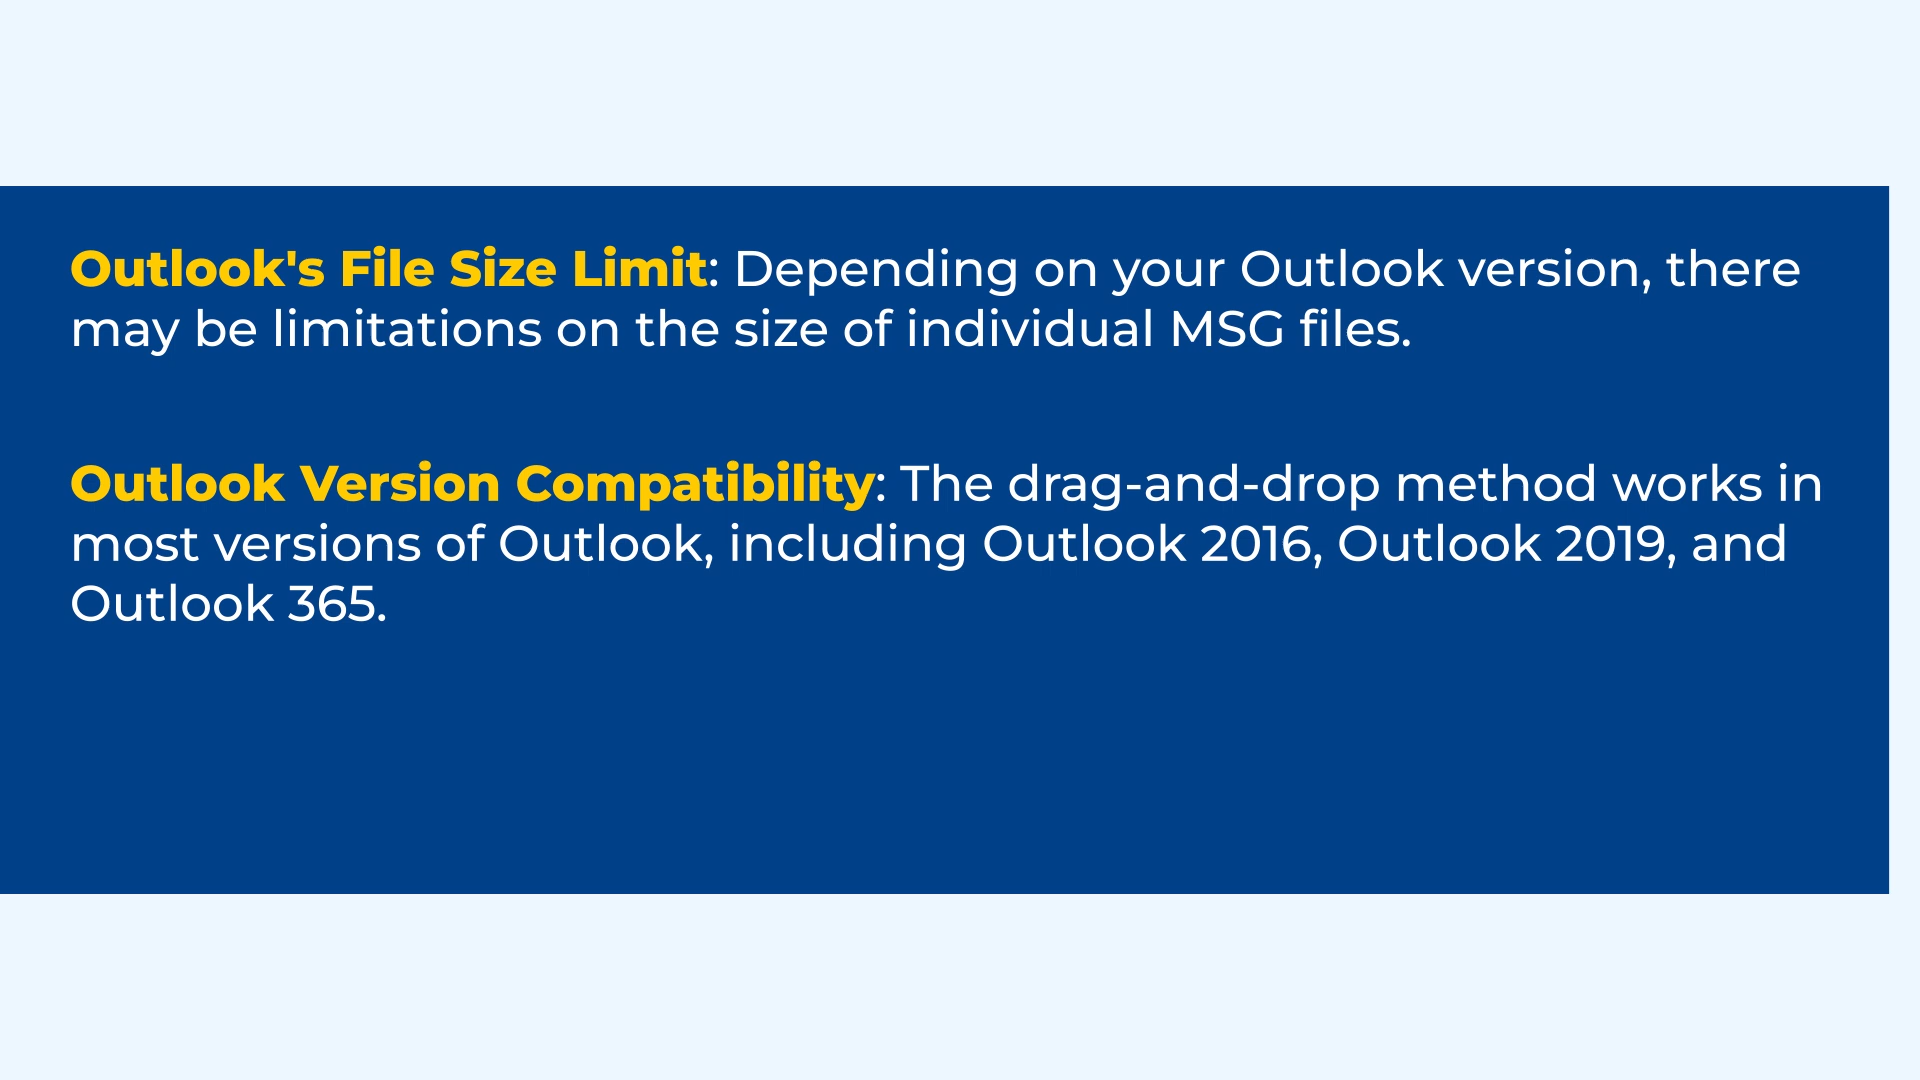 Outlook's File Size Limit: Depending on your Outlook version, there
may be limitations on the size of individual MSG files.
Outlook Version Compatibility: The drag-and-drop method works in
most versions of Outlook, including Outlook 2016, Outlook 2019, and
Outlook 365.